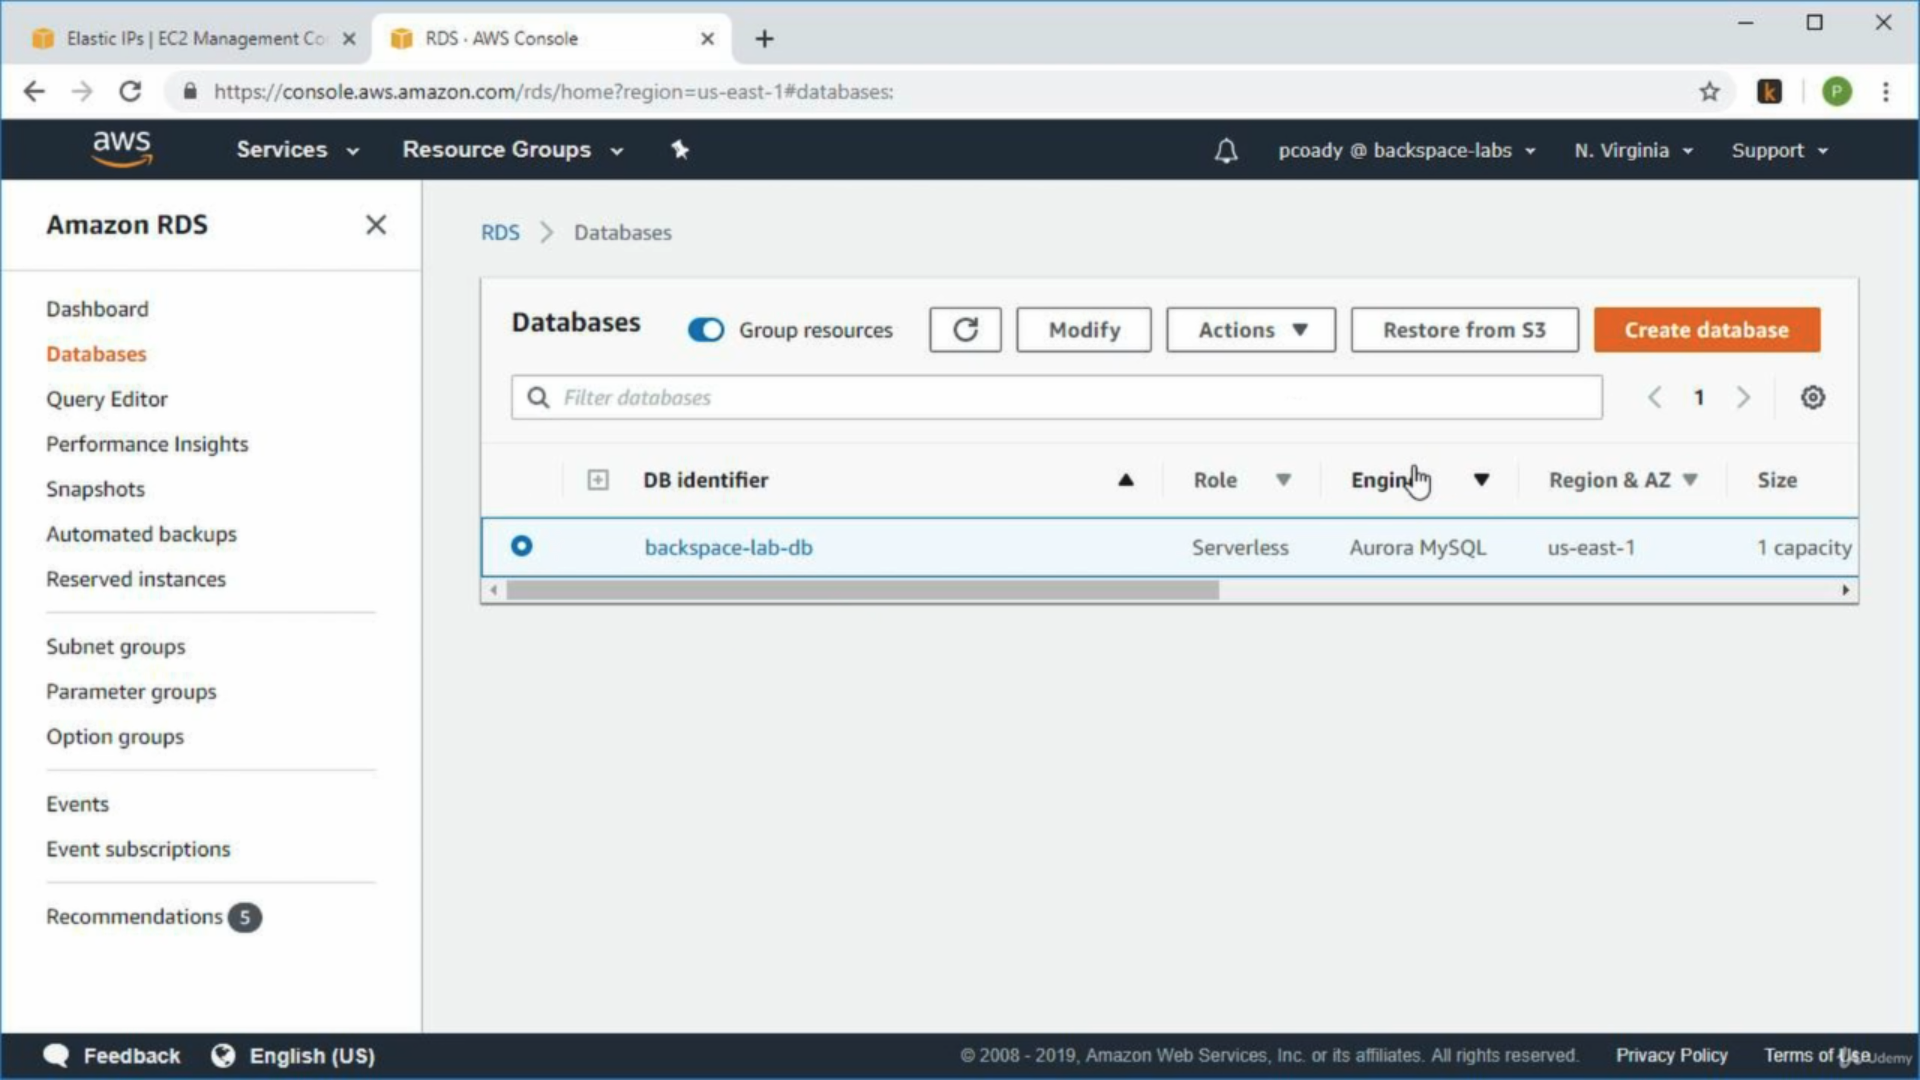 Elastic IPs | EC2 Management Co
RDS · AWS Console
https://console.aws.amazon.com/rds/home?region=us-east-1#databases:
k
P
aws
Services
Resource Groups
pcoady @ backspace-labs
N. Virginia
Support
Amazon RDS
Dashboard
Databases
Query Editor
Performance Insights
Snapshots
Automated backups
Reserved instances
Subnet groups
Parameter groups
Option groups
Events
Event subscriptions
Recommendations 5
RDS > Databases
Databases
Group resources
Modify
Actions
Restore from S3
Create database
Filter databases
1
DB identifier
Role
Engin
Region & AZ
Size
backspace-lab-db
Serverless
Aurora MySQL
us-east-1
1 capacity
Feedback
English (US)
© 2008 - 2019, Amazon Web Services, Inc. or its affiliates. All rights reserved.
Privacy Policy
Terms of Use
Udemy